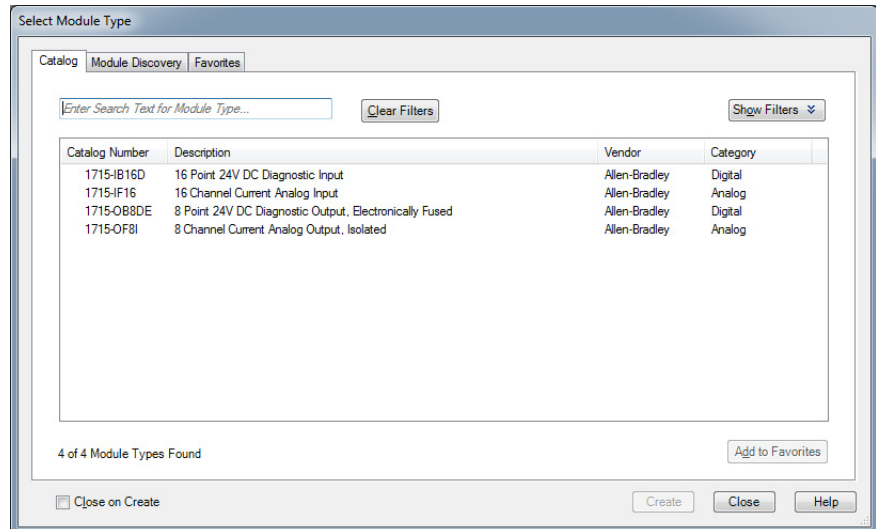 Select Module Type
Catalog Module Discovery Favorites
Enter Search Text for Module Type... Clear Filters Show Filters
Catalog Number Description Vendor Category
1715-IB16D 16 Point 24V DC Diagnostic Input Allen-Bradley Digital
1715-IF16 16 Channel Current Analog Input Allen-Bradley Analog
1715-OB8DE 8 Point 24V DC Diagnostic Output, Electronically Fused Allen-Bradley Digital
1715-OF8I 8 Channel Current Analog Output, Isolated Allen-Bradley Analog
4 of 4 Module Types Found Add to Favorites
Close on Create Create Close Help